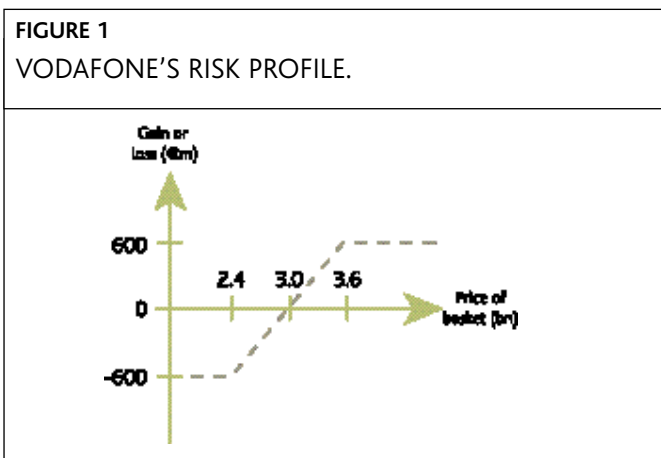 FIGURE 1
VODAFONE'S RISK PROFILE.
Gain or
loss (€m)
600
2.4 3.0 3.6
0
Price of
basket (bn)
-600